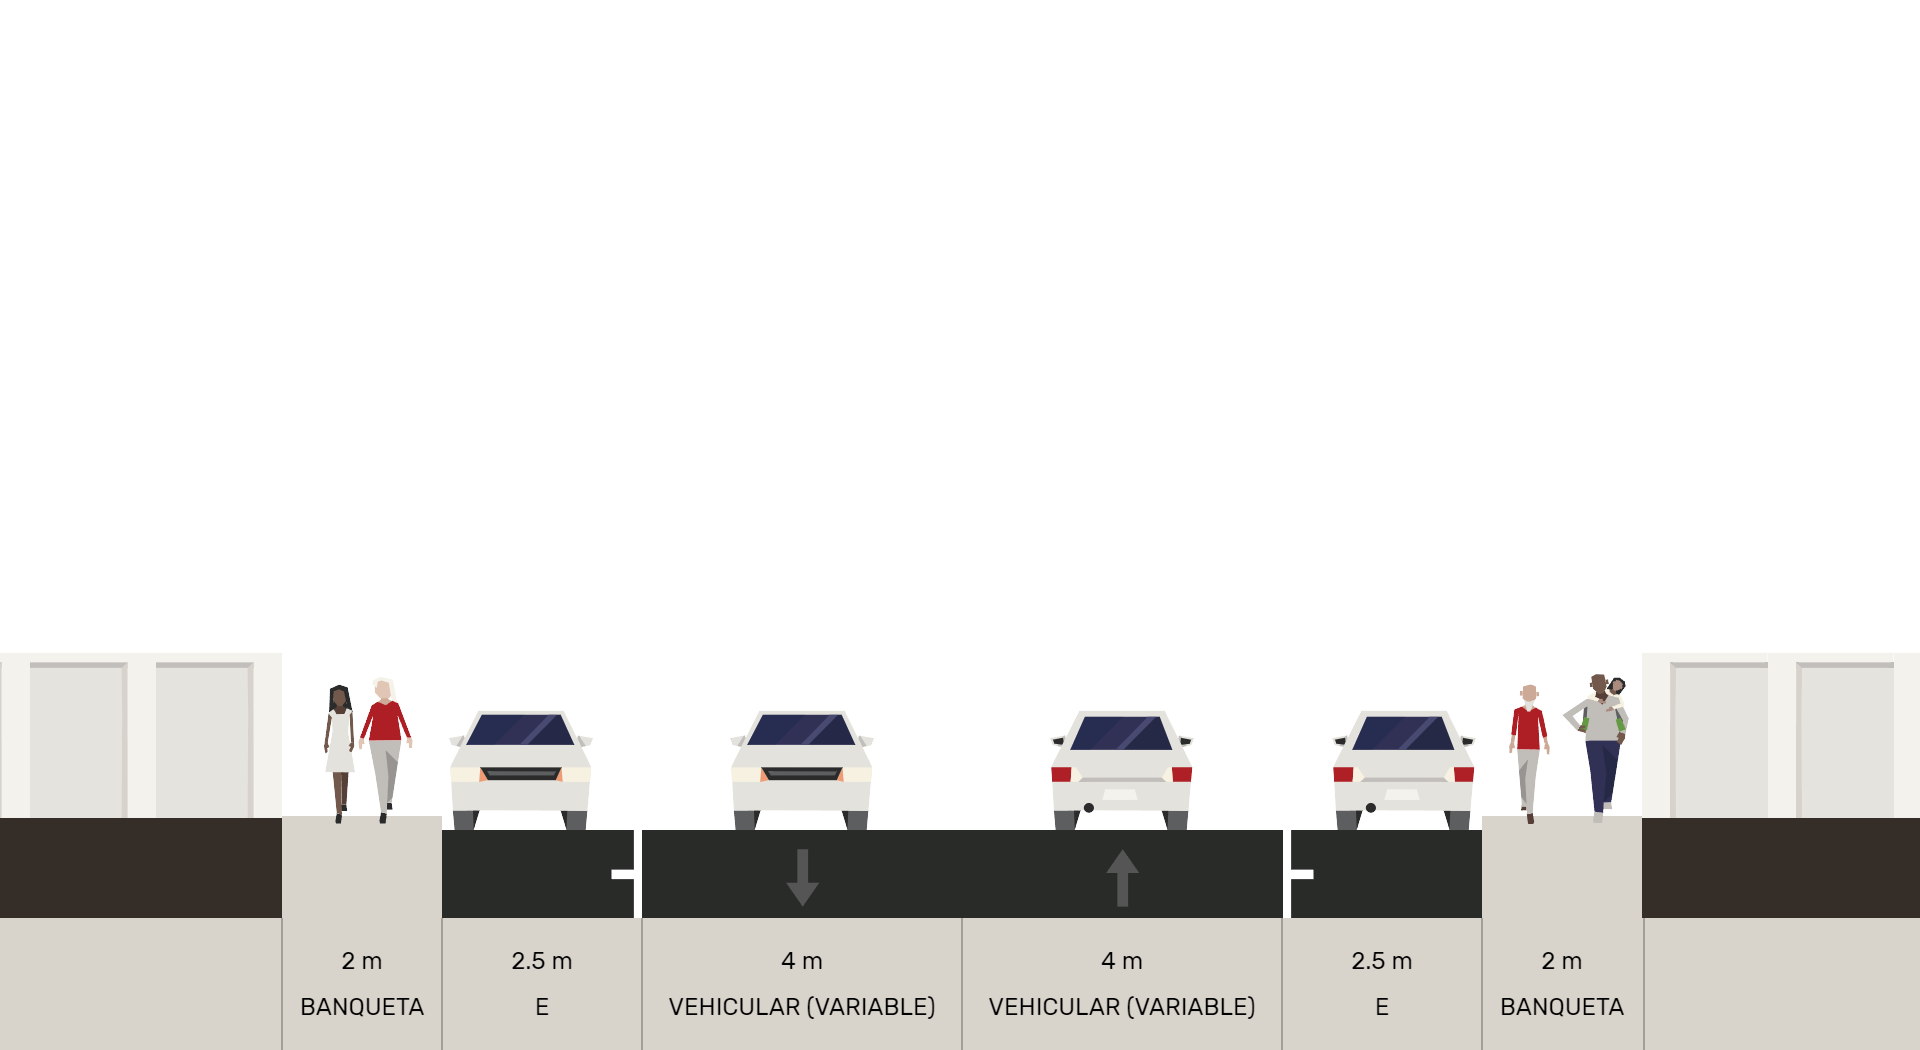 2 m
BANQUETA
2.5 m
E
4 m
VEHICULAR (VARIABLE)
4 m
VEHICULAR (VARIABLE)
2.5 m
E
2 m
BANQUETA